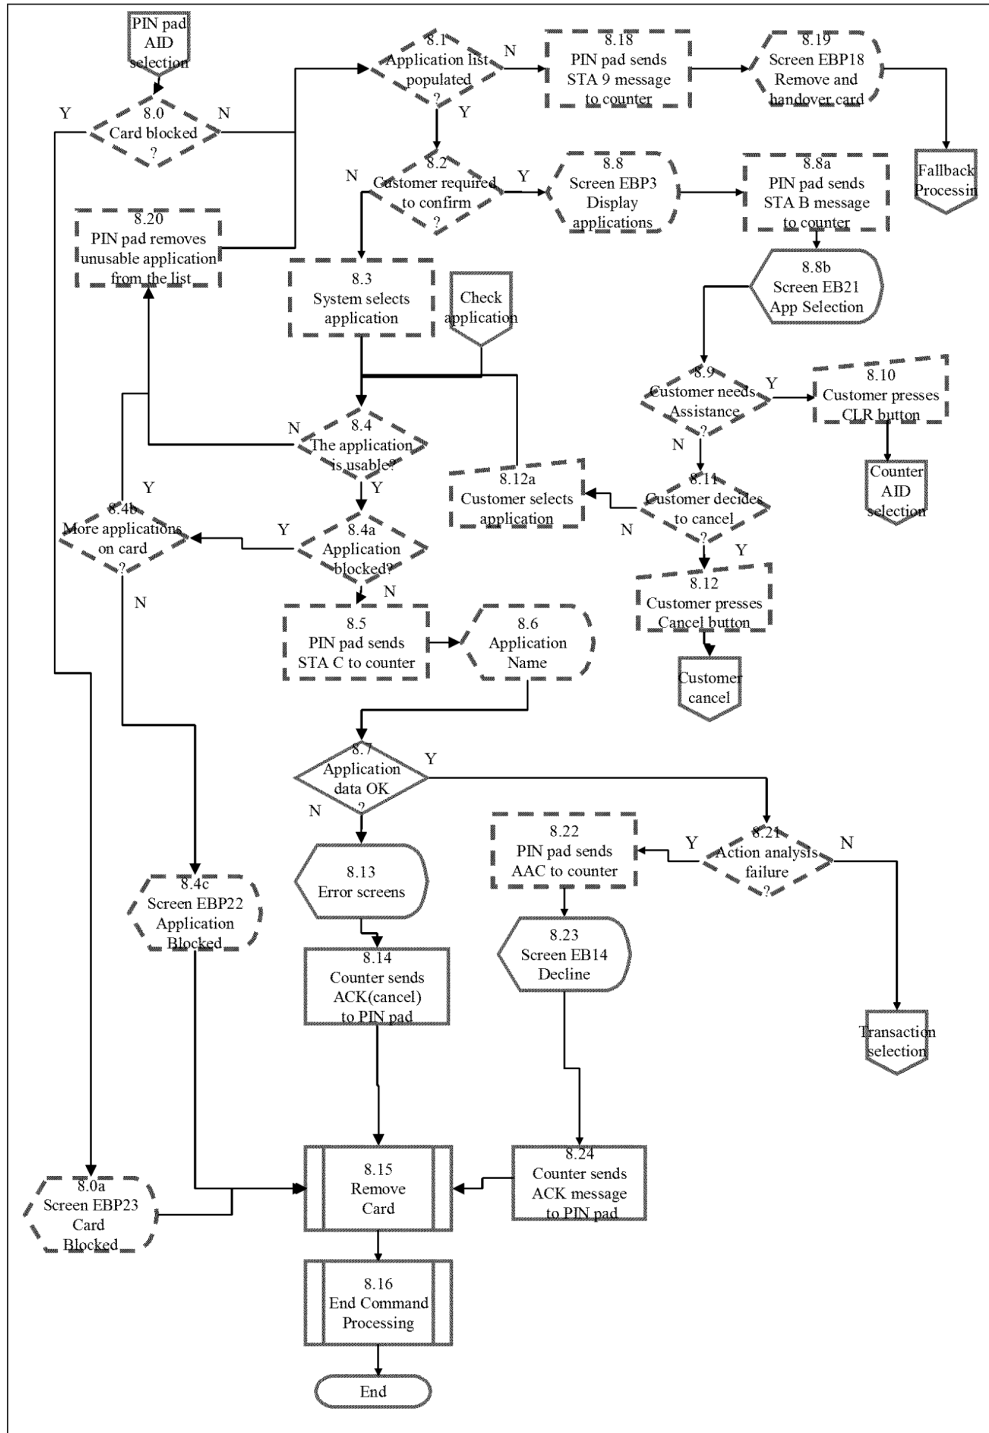 PIN pad
AID
selection
8.0
Card blocked
?
Y
N
8.1
Application list
populated
?
N
Y
8.18
PIN pad sends
STA 9 message
to counter
8.19
Screen EBP18
Remove and
handover card
Fallback
Processin
8.2
Customer required
to confirm
?
N
Y
8.8
Screen EBP3
Display
applications
8.8a
PIN pad sends
STA B message
to counter
8.20
PIN pad removes
unusable application
from the list
8.3
System selects
application
Check
application
8.8b
Screen EB21
App Selection
8.9
Customer needs
Assistance
?
Y
N
8.10
Customer presses
CLR button
Counter
AID
selection
8.4
The application
is usable?
N
Y
8.12a
Customer selects
application
8.11
Customer decides
to cancel
?
N
Y
8.4b
More applications
on card
?
Y
N
8.4a
Application
blocked?
Y
N
8.12
Customer presses
Cancel button
Customer
cancel
8.5
PIN pad sends
STA C to counter
8.6
Application
Name
8.7
Application
data OK
?
Y
N
8.21
Action analysis
failure
?
Y
N
8.22
PIN pad sends
AAC to counter
8.13
Error screens
8.4c
Screen EBP22
Application
Blocked
8.23
Screen EB14
Decline
8.14
Counter sends
ACK(cancel)
to PIN pad
Transaction
selection
8.15
Remove
Card
8.24
Counter sends
ACK message
to PIN pad
8.0a
Screen EBP23
Card
Blocked
8.16
End Command
Processing
End